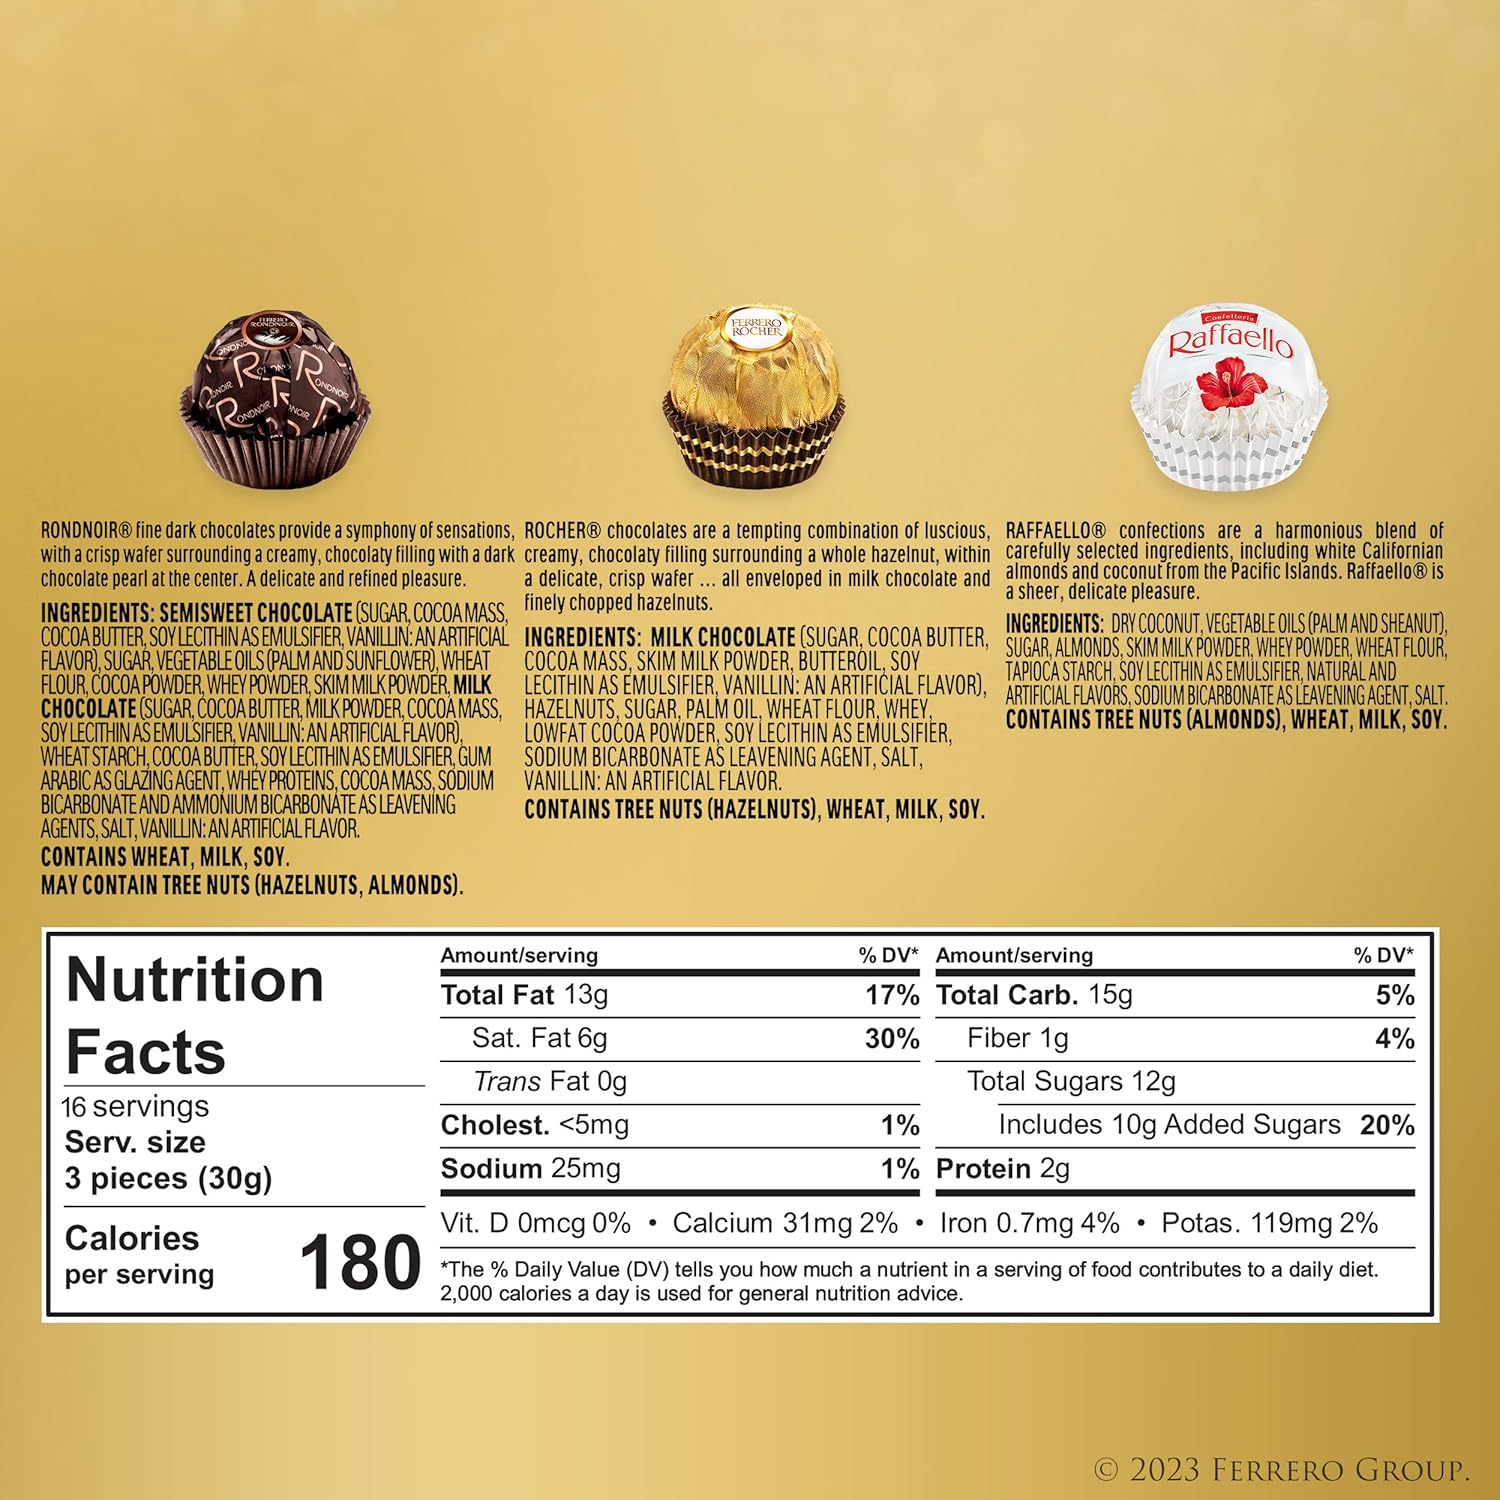 FERRERO
RONDNOIR
FERRERO
ROCHER
Confetteria
Raffaello
RONDNOIR® fine dark chocolates provide a symphony of sensations,
with a crisp wafer surrounding a creamy, chocolaty filling with a dark
chocolate pearl at the center. A delicate and refined pleasure.
INGREDIENTS: SEMISWEET CHOCOLATE (SUGAR, COCOA MASS,
COCOA BUTTER, SOY LECITHIN AS EMULSIFIER, VANILLIN: AN ARTIFICIAL
FLAVOR), SUGAR, VEGETABLE OILS (PALM AND SUNFLOWER), WHEAT
FLOUR, COCOA POWDER, WHEY POWDER, SKIM MILK POWDER, MILK
CHOCOLATE (SUGAR, COCOA BUTTER, MILK POWDER, COCOA MASS,
SOY LECITHIN AS EMULSIFIER, VANILLIN: AN ARTIFICIAL FLAVOR),
WHEAT STARCH, COCOA BUTTER, SOY LECITHIN AS EMULSIFIER, GUM
ARABIC AS GLAZING AGENT, WHEY PROTEINS, COCOA MASS, SODIUM
BICARBONATE AND AMMONIUM BICARBONATE AS LEAVENING
AGENTS, SALT, VANILLIN: AN ARTIFICIAL FLAVOR.
CONTAINS WHEAT, MILK, SOY.
MAY CONTAIN TREE NUTS (HAZELNUTS, ALMONDS).
ROCHER® chocolates are a tempting combination of luscious,
creamy, chocolaty filling surrounding a whole hazelnut, within
a delicate, crisp wafer ... all enveloped in milk chocolate and
finely chopped hazelnuts.
INGREDIENTS: MILK CHOCOLATE (SUGAR, COCOA BUTTER,
COCOA MASS, SKIM MILK POWDER, BUTTEROIL, SOY
LECITHIN AS EMULSIFIER, VANILLIN: AN ARTIFICIAL FLAVOR),
HAZELNUTS, SUGAR, PALM OIL, WHEAT FLOUR, WHEY,
LOWFAT COCOA POWDER, SOY LECITHIN AS EMULSIFIER,
SODIUM BICARBONATE AS LEAVENING AGENT, SALT,
VANILLIN: AN ARTIFICIAL FLAVOR.
CONTAINS TREE NUTS (HAZELNUTS), WHEAT, MILK, SOY.
RAFFAELLO® confections are a harmonious blend of
carefully selected ingredients, including white Californian
almonds and coconut from the Pacific Islands. Raffaello® is
a sheer, delicate pleasure.
INGREDIENTS: DRY COCONUT, VEGETABLE OILS (PALM AND SHEANUT),
SUGAR, ALMONDS, SKIM MILK POWDER, WHEY POWDER, WHEAT FLOUR,
TAPIOCA STARCH, SOY LECITHIN AS EMULSIFIER, NATURAL AND
ARTIFICIAL FLAVORS, SODIUM BICARBONATE AS LEAVENING AGENT, SALT.
CONTAINS TREE NUTS (ALMONDS), WHEAT, MILK, SOY.
Nutrition
Facts
16 servings
Serv. size
3 pieces (30g)
Calories
per serving 180
Amount/serving % DV*
Total Fat 13g 17%
Sat. Fat 6g 30%
Trans Fat 0g
Cholest. <5mg 1%
Sodium 25mg 1%
Amount/serving % DV*
Total Carb. 15g 5%
Fiber 1g 4%
Total Sugars 12g
Includes 10g Added Sugars 20%
Protein 2g
Vit. D 0mcg 0% • Calcium 31mg 2% • Iron 0.7mg 4% • Potas. 119mg 2%
*The % Daily Value (DV) tells you how much a nutrient in a serving of food contributes to a daily diet.
2,000 calories a day is used for general nutrition advice.
© 2023 FERRERO GROUP.